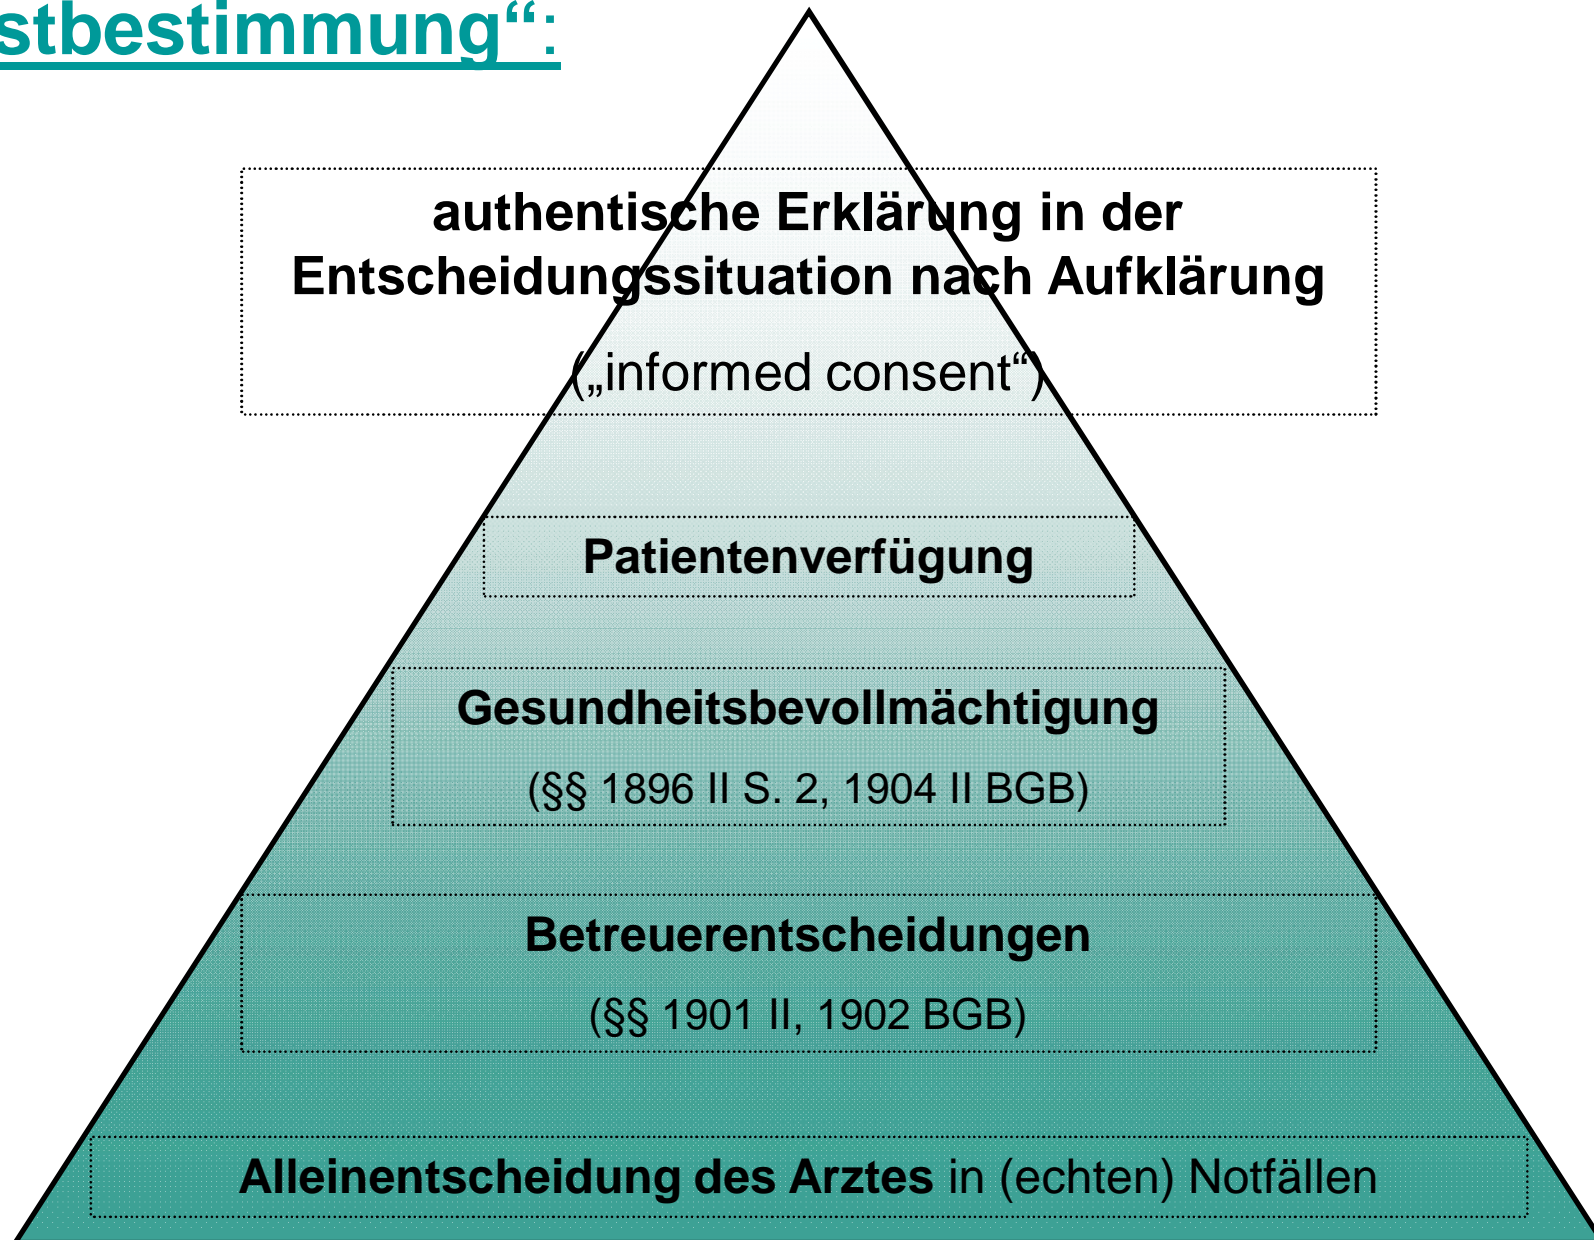 stbestimmung“:
authentische Erklärung in der
Entscheidungssituation nach Aufklärung
(„informed consent“)
Patientenverfügung
Gesundheitsbevollmächtigung
(§§ 1896 II S. 2, 1904 II BGB)
Betreuerentscheidungen
(§§ 1901 II, 1902 BGB)
Alleinentscheidung des Arztes in (echten) Notfällen